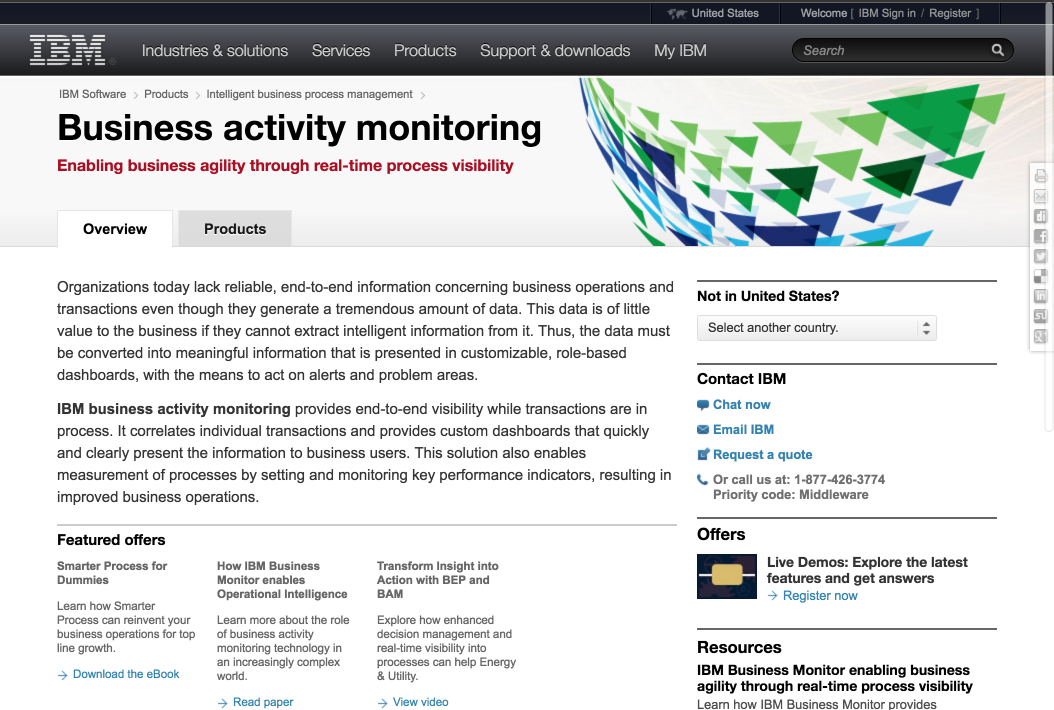 United States
Welcome [ IBM Sign in / Register ]
IBM®
Industries & solutions
Services
Products
Support & downloads
My IBM
Search
IBM Software
Products
Intelligent business process management
Business activity monitoring
Enabling business agility through real-time process visibility
Overview
Products
Organizations today lack reliable, end-to-end information concerning business operations and
transactions even though they generate a tremendous amount of data. This data is of little
value to the business if they cannot extract intelligent information from it. Thus, the data must
be converted into meaningful information that is presented in customizable, role-based
dashboards, with the means to act on alerts and problem areas.
IBM business activity monitoring provides end-to-end visibility while transactions are in
process. It correlates individual transactions and provides custom dashboards that quickly
and clearly present the information to business users. This solution also enables
measurement of processes by setting and monitoring key performance indicators, resulting in
improved business operations.
Featured offers
Smarter Process for
Dummies
Learn how Smarter
Process can reinvent your
business operations for top
line growth.
Download the eBook
How IBM Business
Monitor enables
Operational Intelligence
Learn more about the role
of business activity
monitoring technology in
an increasingly complex
world.
Read paper
Transform Insight into
Action with BEP and
BAM
Explore how enhanced
decision management and
real-time visibility into
processes can help Energy
& Utility.
View video
Not in United States?
Select another country.
Contact IBM
Chat now
Email IBM
Request a quote
Or call us at: 1-877-426-3774
Priority code: Middleware
Offers
Live Demos: Explore the latest
features and get answers
Register now
Resources
IBM Business Monitor enabling business
agility through real-time process visibility
Learn how IBM Business Monitor provides